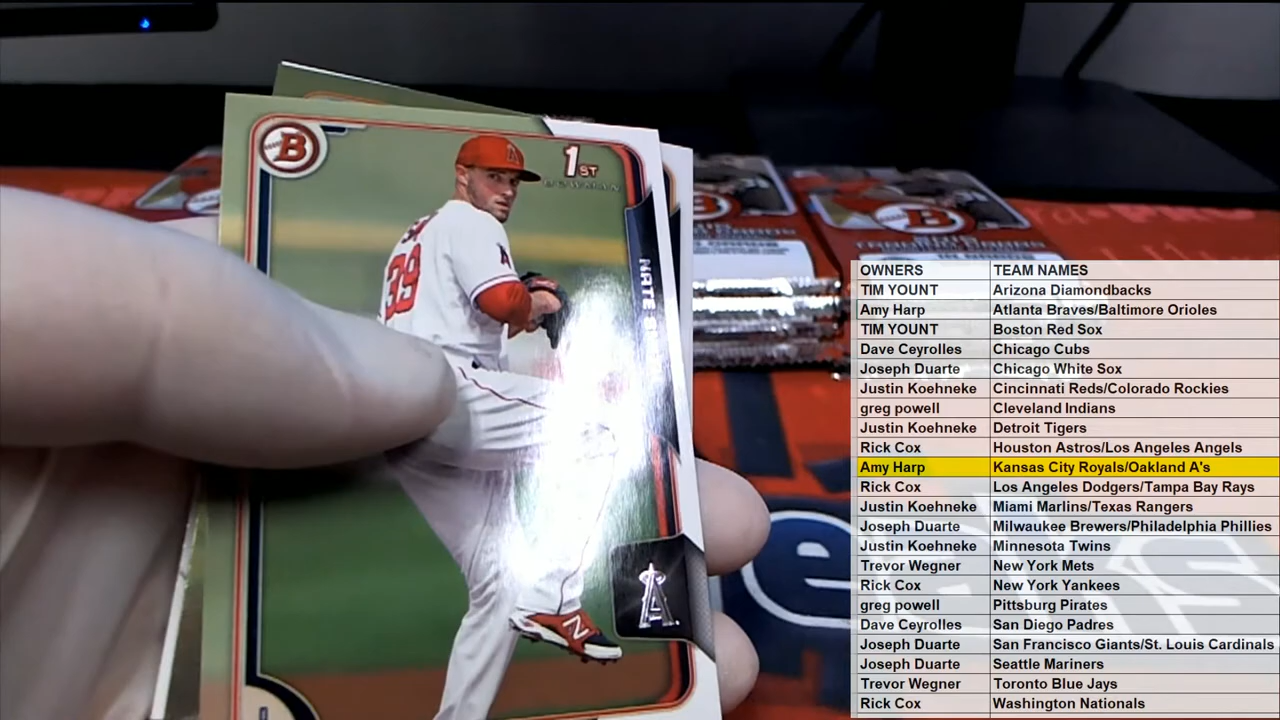 B
1ST
BOWMAN
39
NATE
A
N
B
B
e
OWNERS TEAM NAMES
TIM YOUNT Arizona Diamondbacks
Amy Harp Atlanta Braves/Baltimore Orioles
TIM YOUNT Boston Red Sox
Dave Ceyrolles Chicago Cubs
Joseph Duarte Chicago White Sox
Justin Koehneke Cincinnati Reds/Colorado Rockies
greg powell Cleveland Indians
Justin Koehneke Detroit Tigers
Rick Cox Houston Astros/Los Angeles Angels
Amy Harp Kansas City Royals/Oakland A's
Rick Cox Los Angeles Dodgers/Tampa Bay Rays
Justin Koehneke Miami Marlins/Texas Rangers
Joseph Duarte Milwaukee Brewers/Philadelphia Phillies
Justin Koehneke Minnesota Twins
Trevor Wegner New York Mets
Rick Cox New York Yankees
greg powell Pittsburg Pirates
Dave Ceyrolles San Diego Padres
Joseph Duarte San Francisco Giants/St. Louis Cardinals
Joseph Duarte Seattle Mariners
Trevor Wegner Toronto Blue Jays
Rick Cox Washington Nationals